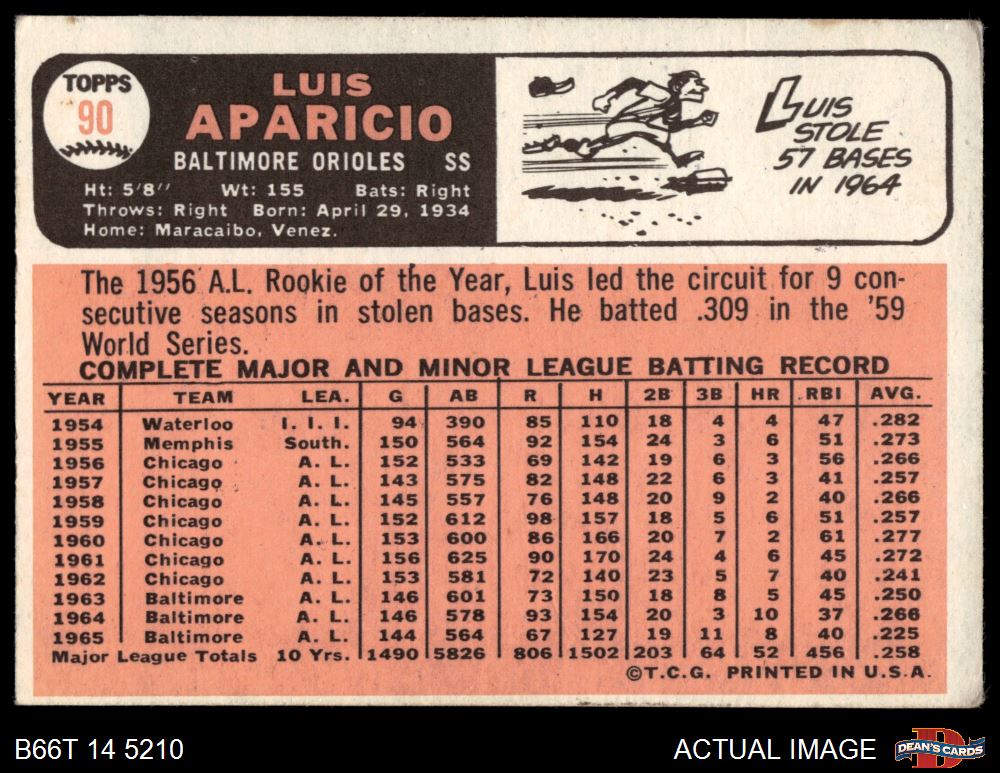 TOPPS
90
LUIS
APARICIO
BALTIMORE ORIOLES SS
Ht: 5'8" Wt: 155 Bats: Right
Throws: Right Born: April 29, 1934
Home: Maracaibo, Venez.
LUIS
STOLE
57 BASES
IN 1964
The 1956 A.L. Rookie of the Year, Luis led the circuit for 9 con-
secutive seasons in stolen bases. He batted .309 in the '59
World Series.
COMPLETE MAJOR AND MINOR LEAGUE BATTING RECORD
YEAR TEAM LEA. G AB R H 2B 3B HR RBI AVG.
1954 Waterloo I. I. I. 94 390 85 110 18 4 4 47 .282
1955 Memphis South. 150 564 92 154 24 3 6 51 .273
1956 Chicago A. L. 152 533 69 142 19 6 3 56 .266
1957 Chicago A. L. 143 575 82 148 22 6 3 41 .257
1958 Chicago A. L. 145 557 76 148 20 9 2 40 .266
1959 Chicago A. L. 152 612 98 157 18 5 6 51 .257
1960 Chicago A. L. 153 600 86 166 20 7 2 61 .277
1961 Chicago A. L. 156 625 90 170 24 4 6 45 .272
1962 Chicago A. L. 153 581 72 140 23 5 7 40 .241
1963 Baltimore A. L. 146 601 73 150 18 8 5 45 .250
1964 Baltimore A. L. 146 578 93 154 20 3 10 37 .266
1965 Baltimore A. L. 144 564 67 127 19 11 8 40 .225
Major League Totals 10 Yrs. 1490 5826 806 1502 203 64 52 456 .258
©T.C.G. PRINTED IN U.S.A.
B66T 14 5210
ACTUAL IMAGE
DEAN'S CARDS